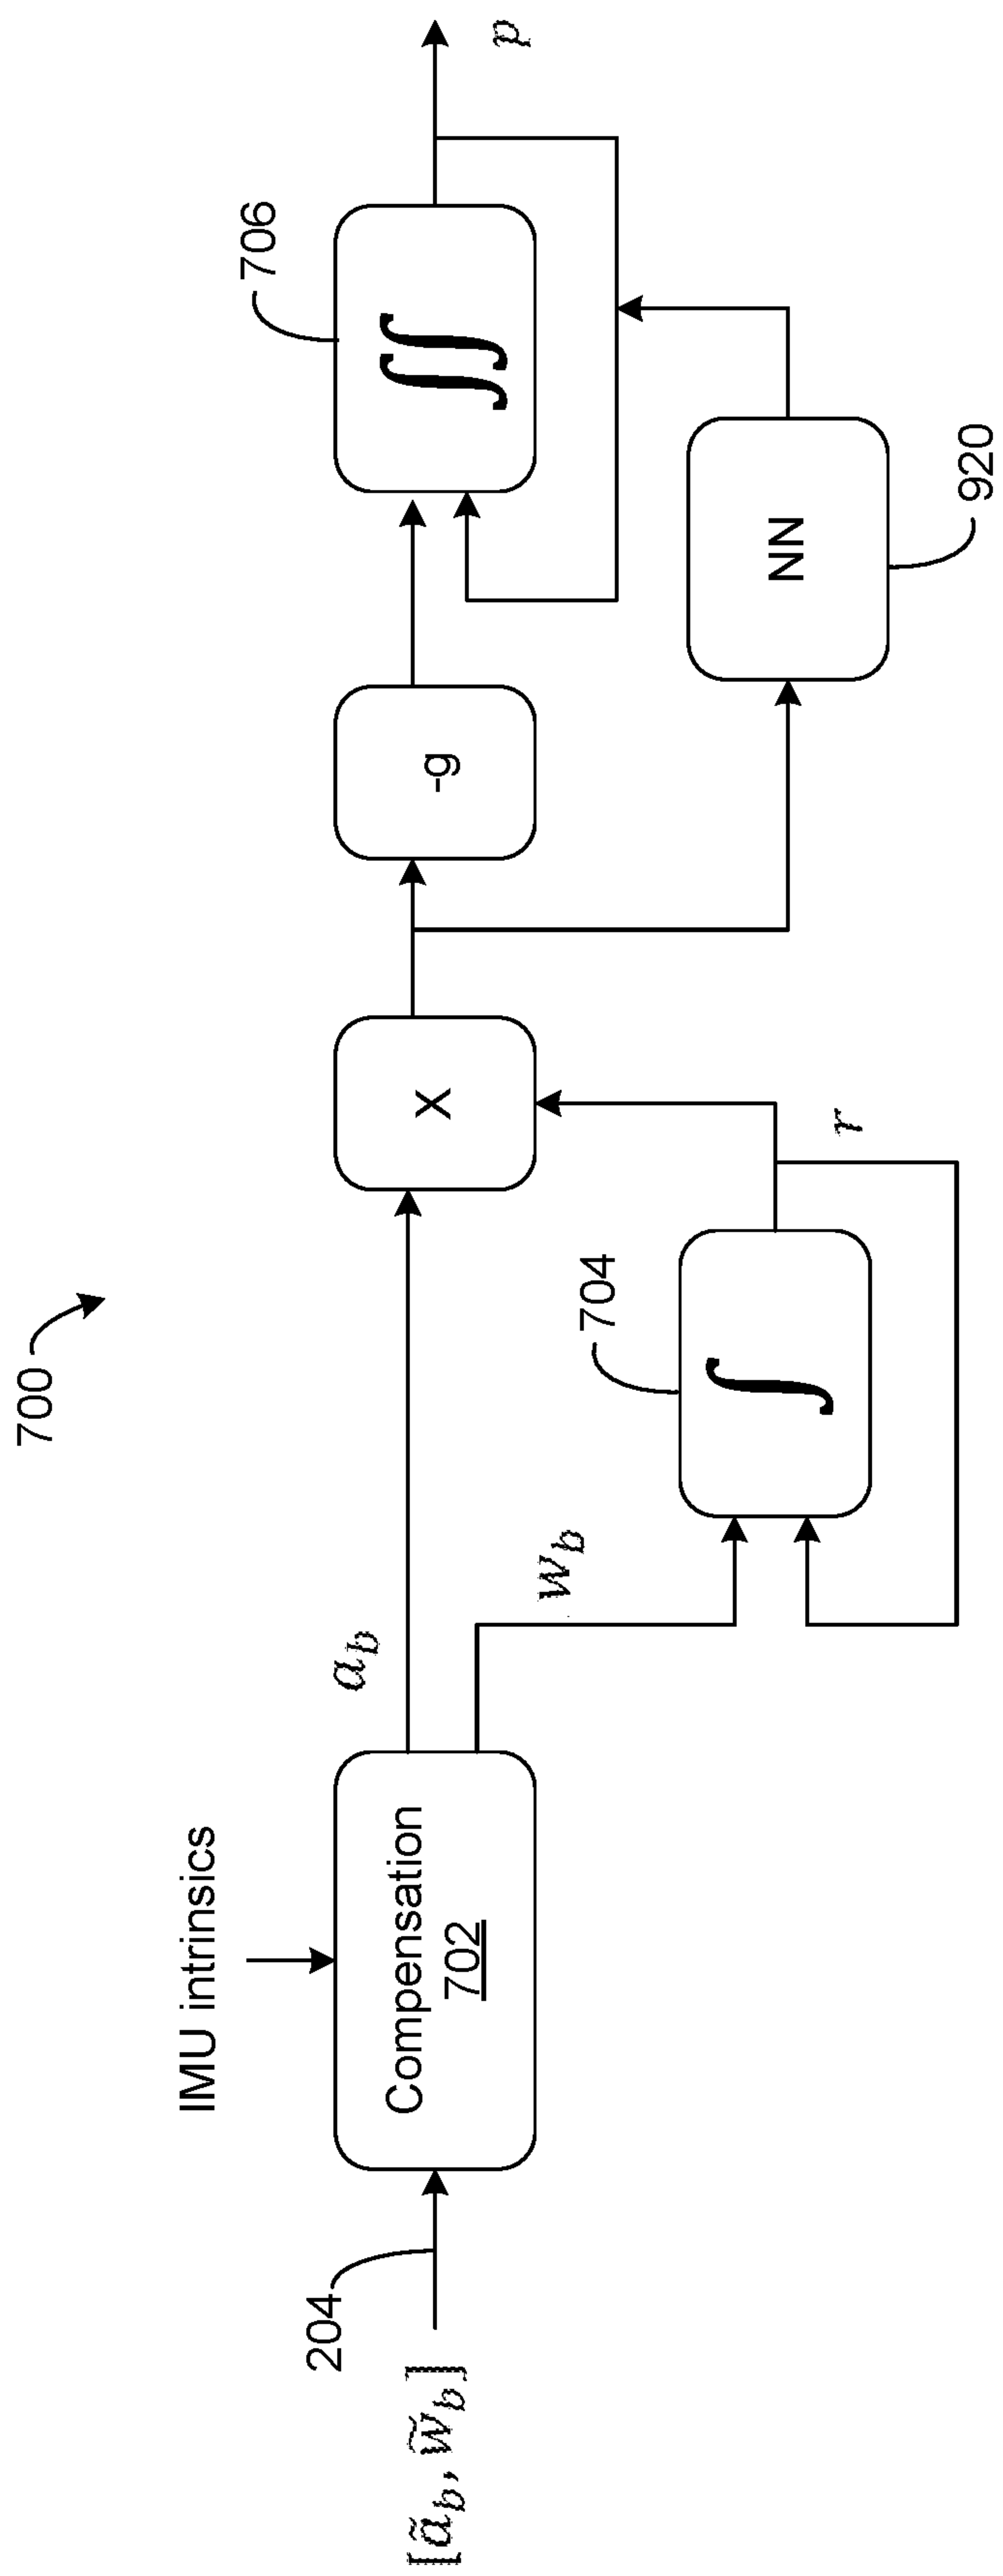 700
IMU intrinsics
204
[ã_b, w̃_b]
Compensation
702
a_b
w_b
704
∫
r
X
-g
706
∬
NN
920
p